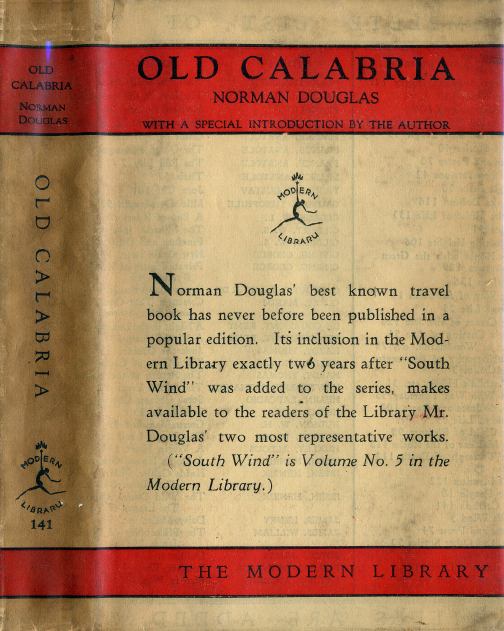 OLD
CALABRIA
NORMAN
DOUGLAS
OLD CALABRIA
MODERN
LIBRARY
141
OLD CALABRIA
NORMAN DOUGLAS
WITH A SPECIAL INTRODUCTION BY THE AUTHOR
MODERN
LIBRARY
Norman Douglas' best known travel
book has never before been published in a
popular edition. Its inclusion in the Mod-
ern Library exactly two years after "South
Wind" was added to the series, makes
available to the readers of the Library Mr.
Douglas' two most representative works.
("South Wind" is Volume No. 5 in the
Modern Library.)
THE MODERN LIBRARY